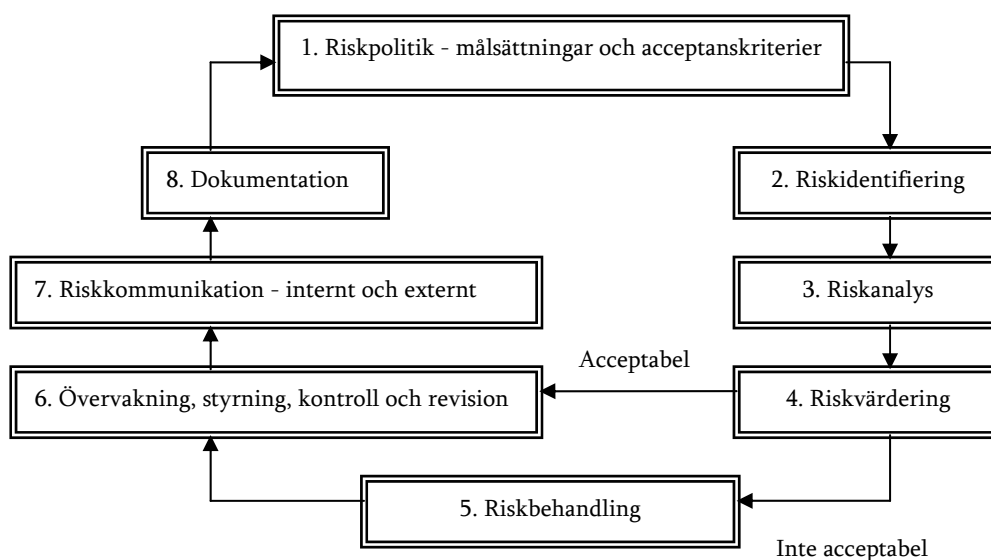 1. Riskpolitik - målsättningar och acceptanskriterier
8. Dokumentation
2. Riskidentifiering
7. Riskkommunikation - internt och externt
3. Riskanalys
Acceptabel
6. Övervakning, styrning, kontroll och revision
4. Riskvärdering
5. Riskbehandling
Inte acceptabel